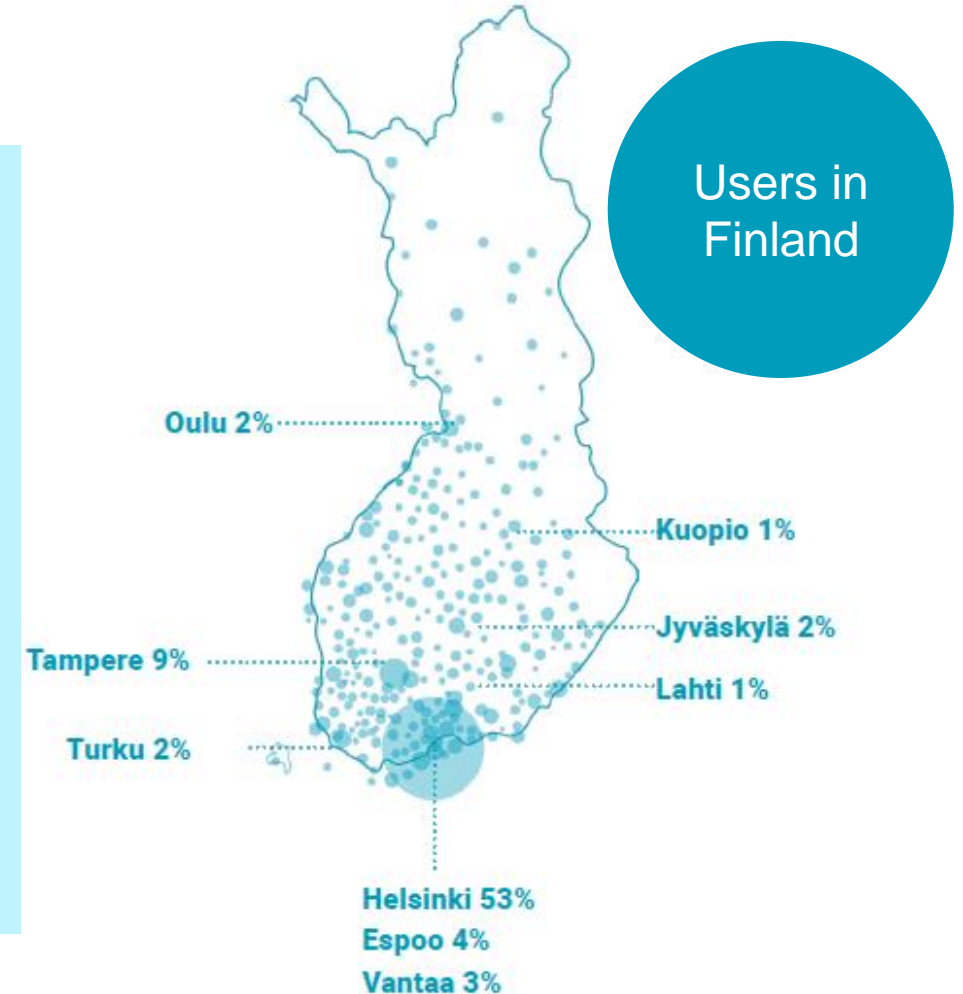 Users in
Finland
Oulu 2%
Kuopio 1%
Jyväskylä 2%
Tampere 9%
Lahti 1%
Turku 2%
Helsinki 53%
Espoo 4%
Vantaa 3%